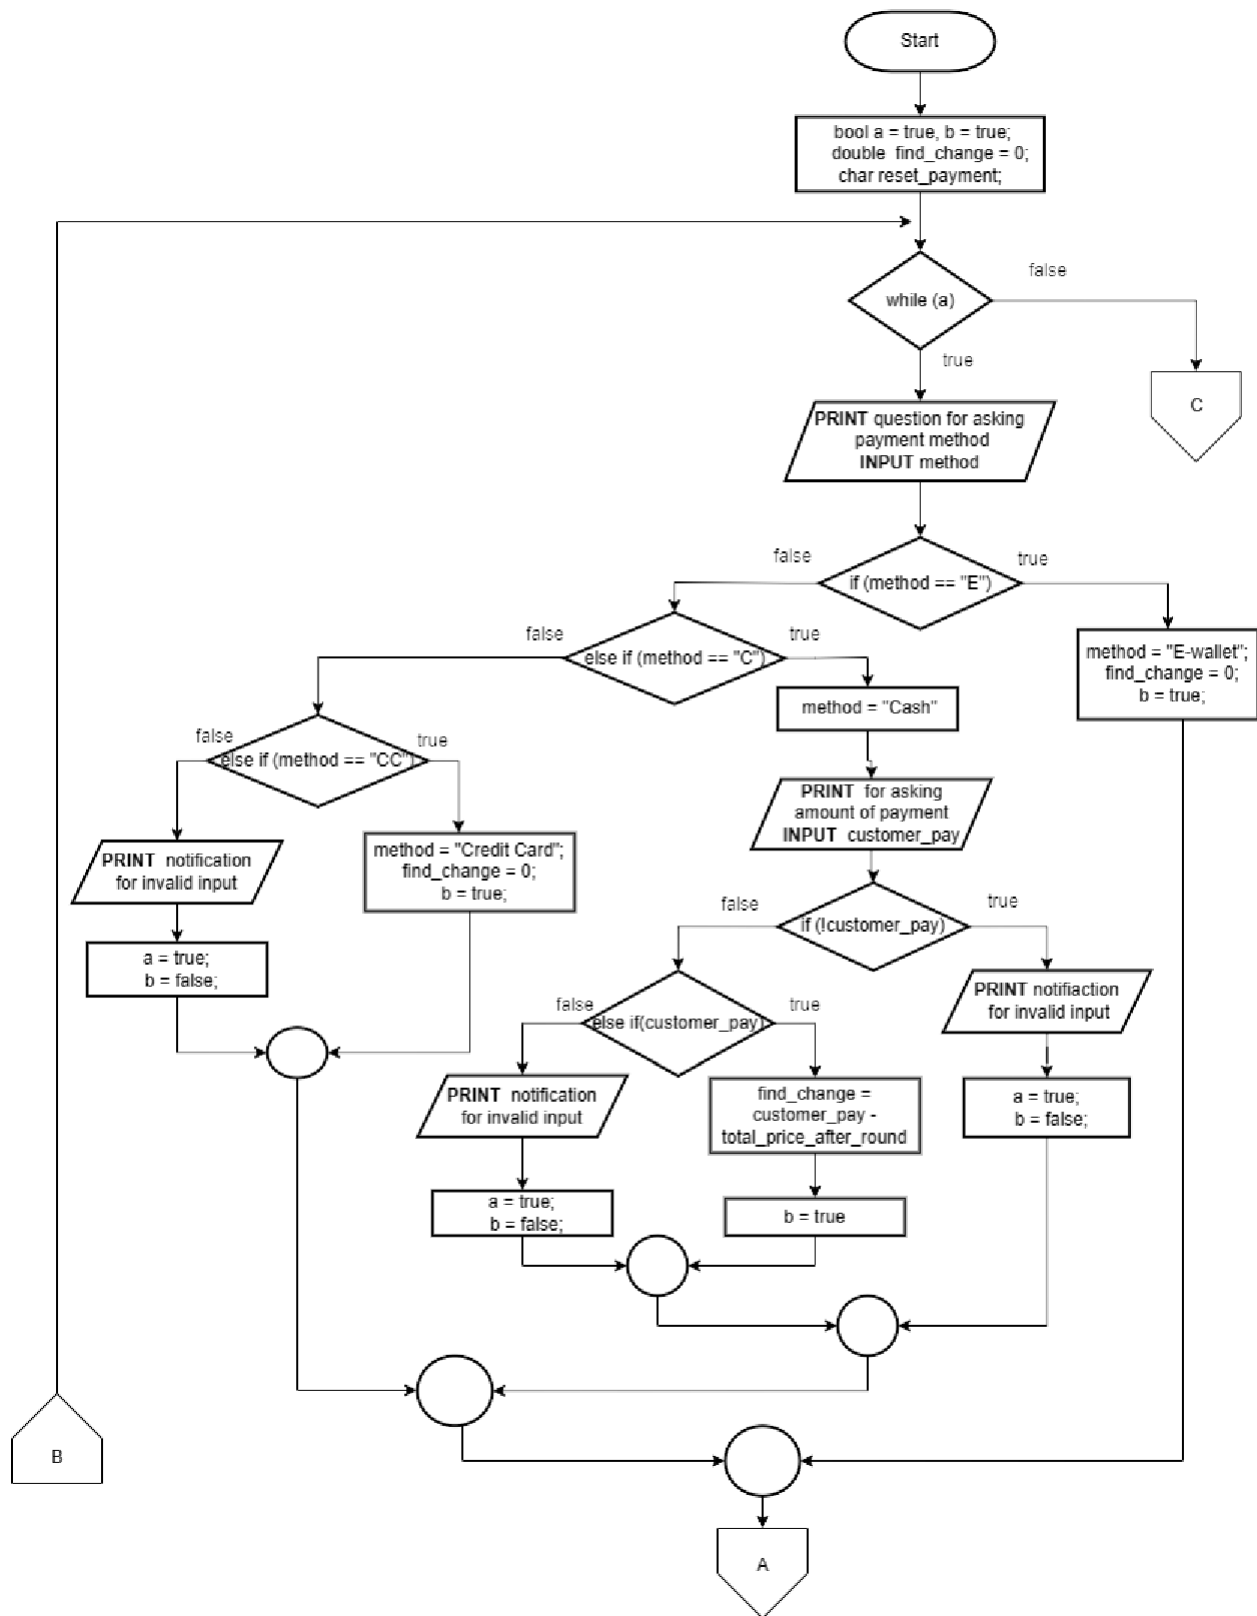 Start
bool a = true, b = true;
double find_change = 0;
char reset_payment;
false
while (a)
true
C
PRINT question for asking
payment method
INPUT method
false
true
if (method == "E")
false
true
else if (method == "C")
method = "E-wallet";
find_change = 0;
b = true;
method = "Cash"
false
true
else if (method == "CC")
PRINT for asking
amount of payment
INPUT customer_pay
PRINT notification
for invalid input
method = "Credit Card";
find_change = 0;
b = true;
false
true
if (!customer_pay)
a = true;
b = false;
PRINT notifiaction
for invalid input
false
true
else if(customer_pay)
PRINT notification
for invalid input
find_change =
customer_pay -
total_price_after_round
a = true;
b = false;
a = true;
b = false;
b = true
B
A